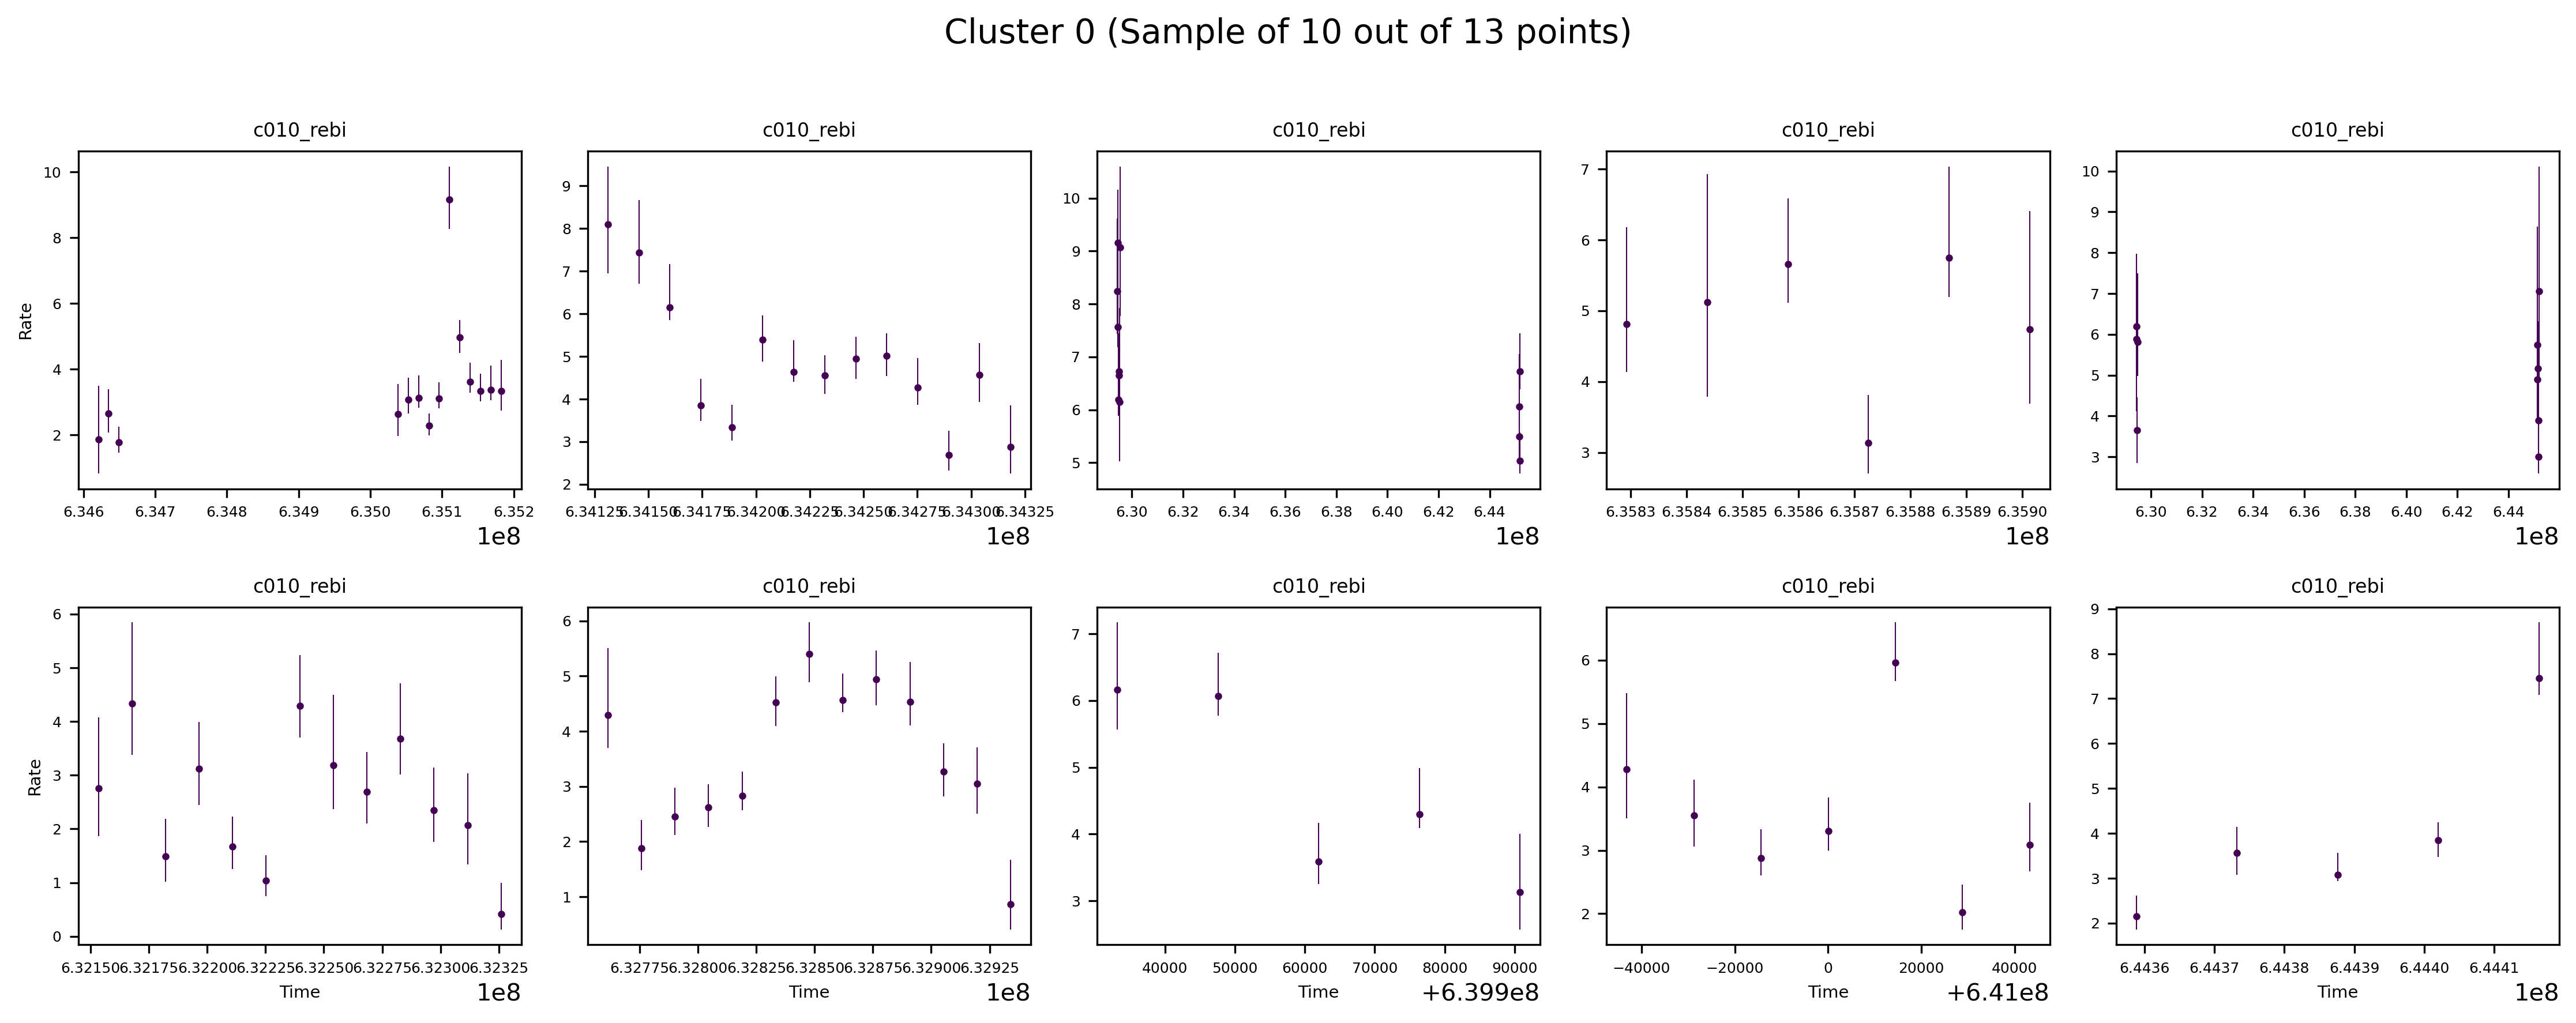 Cluster 0 (Sample of 10 out of 13 points)
c010_rebi c010_rebi c010_rebi c010_rebi c010_rebi
Rate
10
8
6
4
2
6.346 6.347 6.348 6.349 6.350 6.351 6.352
1e8
9
8
7
6
5
4
3
2
6.34125 6.34150 6.34175 6.34200 6.34225 6.34250 6.34275 6.34300 6.34325
1e8
10
9
8
7
6
5
6.30 6.32 6.34 6.36 6.38 6.40 6.42 6.44
1e8
7
6
5
4
3
6.3583 6.3584 6.3585 6.3586 6.3587 6.3588 6.3589 6.3590
1e8
10
9
8
7
6
5
4
3
6.30 6.32 6.34 6.36 6.38 6.40 6.42 6.44
1e8
c010_rebi c010_rebi c010_rebi c010_rebi c010_rebi
Rate
6
5
4
3
2
1
0
6.32150 6.32175 6.32200 6.32225 6.32250 6.32275 6.32300 6.32325
Time
1e8
6
5
4
3
2
1
6.32775 6.32800 6.32825 6.32850 6.32875 6.32900 6.32925
Time
1e8
7
6
5
4
3
40000 50000 60000 70000 80000 90000
Time
+6.399e8
6
5
4
3
2
−40000 −20000 0 20000 40000
Time
+6.41e8
9
8
7
6
5
4
3
2
6.4436 6.4437 6.4438 6.4439 6.4440 6.4441
Time
1e8